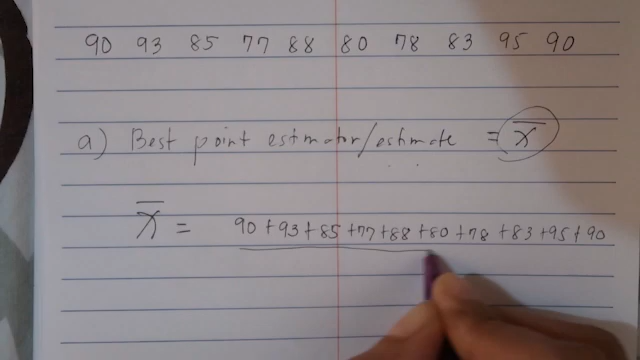 90 93 85 77 88 80 78 83 95 90
a) Best point estimator/estimate = x̅
x̅ = 90 + 93 + 85 + 77 + 88 + 80 + 78 + 83 + 95 + 90